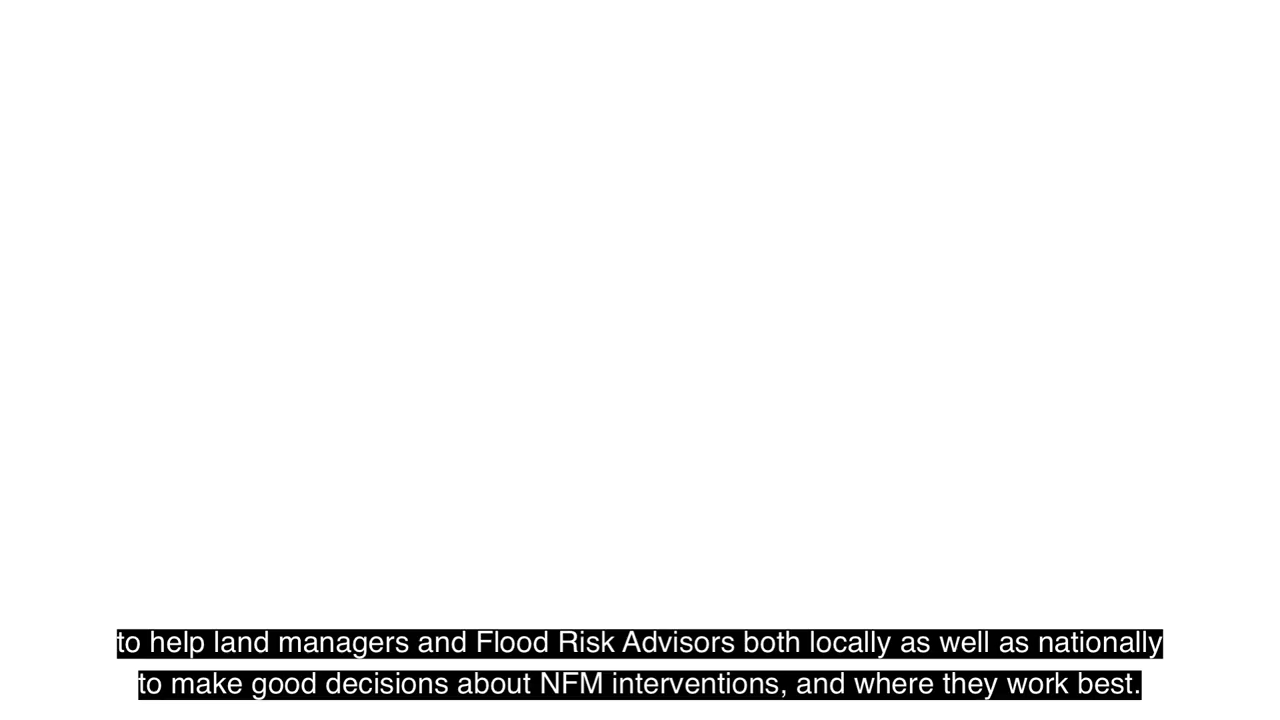 to help land managers and Flood Risk Advisors both locally as well as nationally
to make good decisions about NFM interventions, and where they work best.